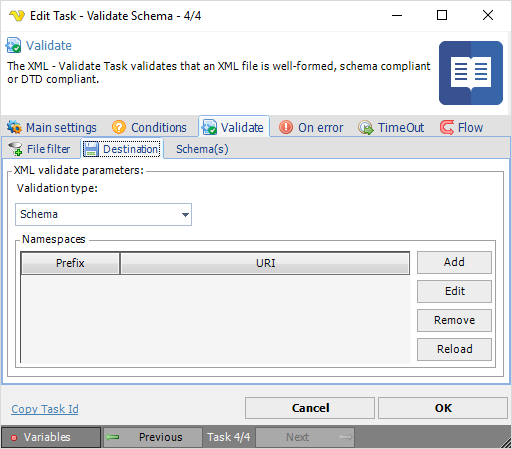 Edit Task - Validate Schema - 4/4
Validate
The XML - Validate Task validates that an XML file is well-formed, schema compliant
or DTD compliant.
Main settings Conditions Validate On error TimeOut Flow
File filter Destination Schema(s)
XML validate parameters:
Validation type:
Schema
Namespaces
Prefix URI
Add
Edit
Remove
Reload
Copy Task Id Cancel OK
Variables Previous Task 4/4 Next